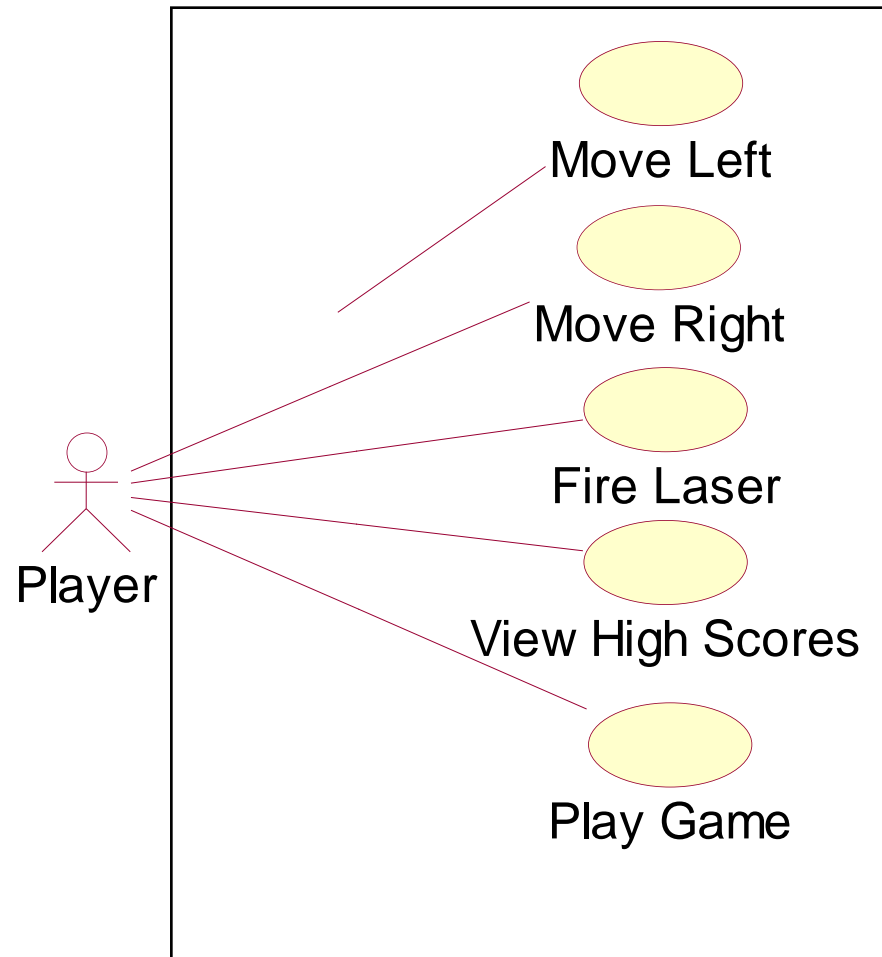 Move Left
Move Right
Fire Laser
Player
View High Scores
Play Game